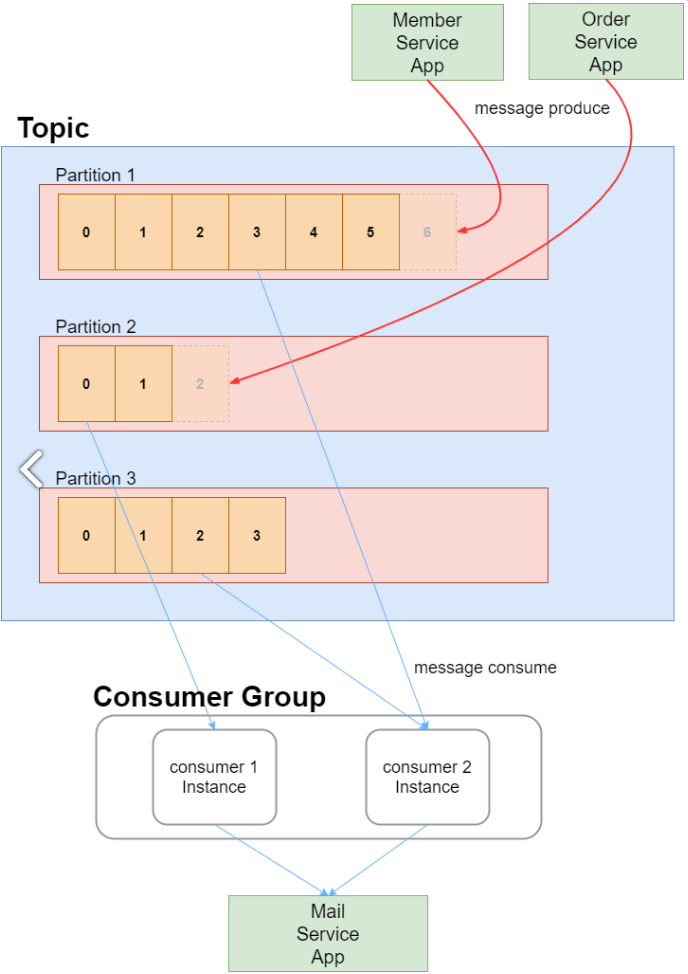 Member
Service
App
Order
Service
App
message produce
Topic
Partition 1
0 1 2 3 4 5 6
Partition 2
0 1 2
Partition 3
0 1 2 3
message consume
Consumer Group
consumer 1
Instance
consumer 2
Instance
Mail
Service
App